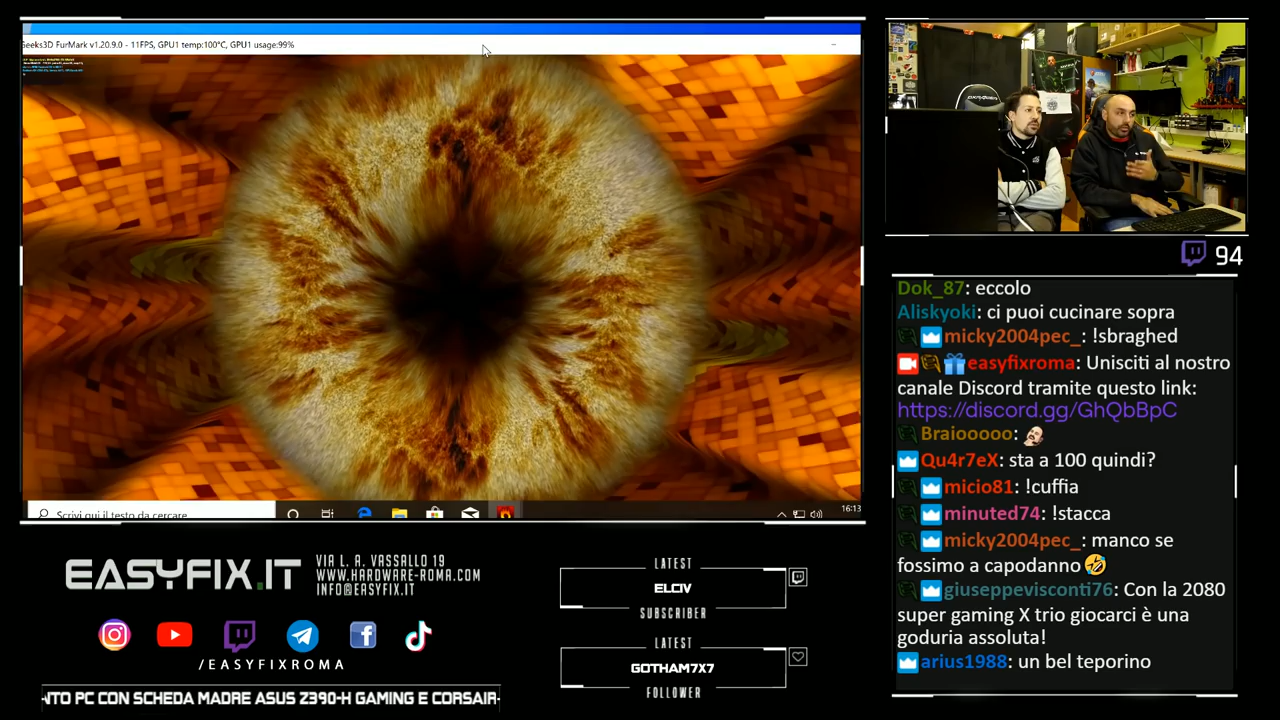 Geeks3D FurMark v1.20.9.0 - 11FPS, GPU1 temp:100°C, GPU1 usage:99%
Scrivi qui il testo da cercare
16:13
DXRACER
94
Dok_87: eccolo
Aliskyoki: ci puoi cucinare sopra
micky2004pec_: !sbraghed
easyfixroma: Unisciti al nostro
canale Discord tramite questo link:
https://discord.gg/GhQbBpC
Braiooooo:
Qu4r7eX: sta a 100 quindi?
micio81: !cuffia
minuted74: !stacca
micky2004pec_: manco se
fossimo a capodanno 🤣
giuseppevisconti76: Con la 2080
super gaming X trio giocarci è una
goduria assoluta!
arius1988: un bel teporino
EASYFIX.IT
VIA L. A. VASSALLO 19
WWW.HARDWARE-ROMA.COM
INFO@EASYFIX.IT
/EASYFIXROMA
LATEST
ELCIV
SUBSCRIBER
LATEST
GOTHAM7X7
FOLLOWER
NTO PC CON SCHEDA MADRE ASUS Z390-H GAMING E CORSAIR